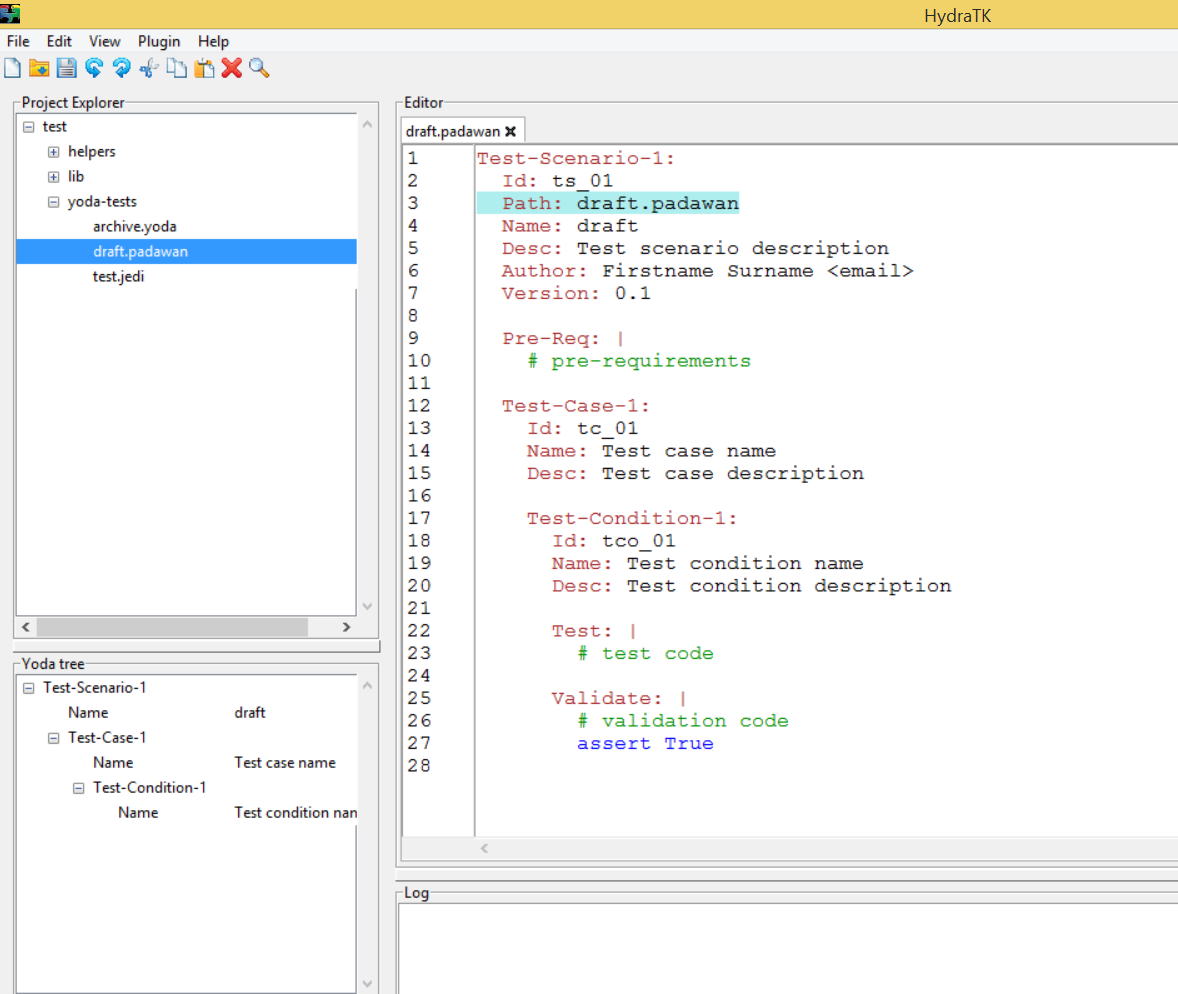 HydraTK
File Edit View Plugin Help
Project Explorer
test
helpers
lib
yoda-tests
archive.yoda
draft.padawan
test.jedi
Yoda tree
Test-Scenario-1
Name draft
Test-Case-1
Name Test case name
Test-Condition-1
Name Test condition nan
Editor
draft.padawan
1 Test-Scenario-1:
2 Id: ts_01
3 Path: draft.padawan
4 Name: draft
5 Desc: Test scenario description
6 Author: Firstname Surname <email>
7 Version: 0.1
8
9 Pre-Req: |
10 # pre-requirements
11
12 Test-Case-1:
13 Id: tc_01
14 Name: Test case name
15 Desc: Test case description
16
17 Test-Condition-1:
18 Id: tco_01
19 Name: Test condition name
20 Desc: Test condition description
21
22 Test: |
23 # test code
24
25 Validate: |
26 # validation code
27 assert True
28
Log